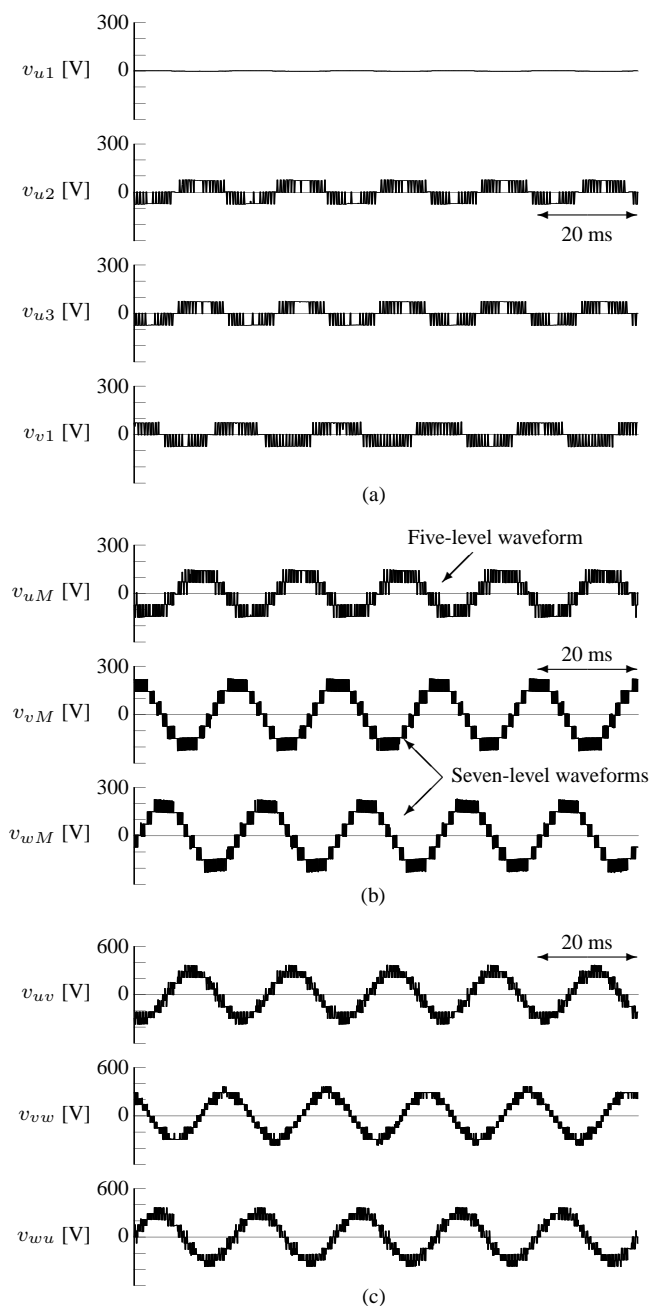 300
v_{u1} [V] 0
300
v_{u2} [V] 0
20 ms
300
v_{u3} [V] 0
300
v_{v1} [V] 0
(a)
300 Five-level waveform
v_{uM} [V] 0
300 20 ms
v_{vM} [V] 0
300 Seven-level waveforms
v_{wM} [V] 0
(b)
600 20 ms
v_{uv} [V] 0
600
v_{vw} [V] 0
600
v_{wu} [V] 0
(c)